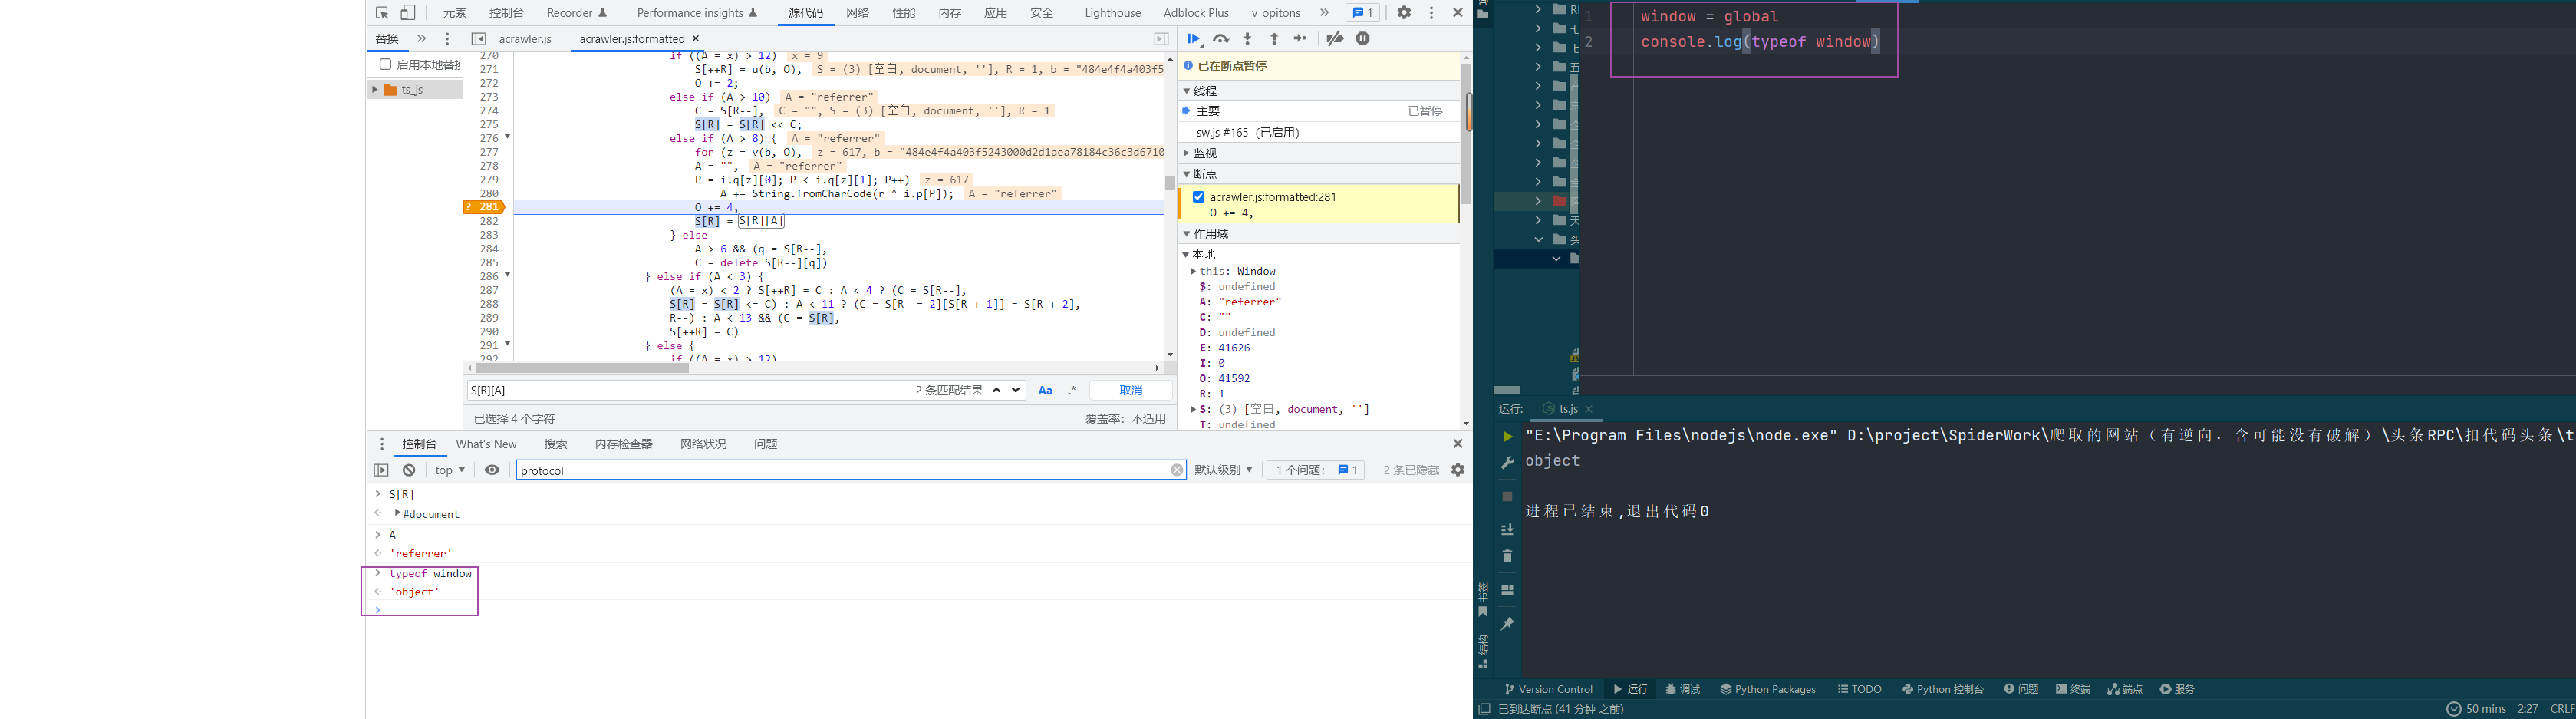 元素 控制台 Recorder Performance insights 源代码 网络 性能 内存 应用 安全 Lighthouse Adblock Plus v_opitons » 1
替换 » acrawler.js acrawler.js:formatted ×
启用本地替换
ts_js
270 if ((A = x) > 12) x = 9
271 S[++R] = u(b, O), S = (3) [空白, document, ''], R = 1, b = "484e4f4a403f5
272 O += 2;
273 else if (A > 10) A = "referrer"
274 C = S[R--], C = "", S = (3) [空白, document, ''], R = 1
275 S[R] = S[R] << C;
276 else if (A > 8) { A = "referrer"
277 for (z = v(b, O), z = 617, b = "484e4f4a403f5243000d2d1aea78184c36c3d6710
278 A = "", A = "referrer"
279 P = i.q[z][0]; P < i.q[z][1]; P++) z = 617
280 A += String.fromCharCode(r ^ i.p[P]); A = "referrer"
281 O += 4,
282 S[R] = S[R][A]
283 } else
284 A > 6 && (q = S[R--],
285 C = delete S[R--][q])
286 } else if (A < 3) {
287 (A = x) < 2 ? S[++R] = C : A < 4 ? (C = S[R--],
288 S[R] = S[R] <= C) : A < 11 ? (C = S[R -= 2][S[R + 1]] = S[R + 2],
289 R--) : A < 13 && (C = S[R],
290 S[++R] = C)
291 } else {
292 if ((A = x) > 12)
S[R][A] 2 条匹配结果 Aa .* 取消
已选择 4 个字符 覆盖率：不适用
已在断点暂停
线程
主要 已暂停
sw.js #165 (已启用)
监视
断点
acrawler.js:formatted:281
O += 4,
作用域
本地
this: Window
$: undefined
A: "referrer"
C: ""
D: undefined
E: 41626
I: 0
O: 41592
R: 1
S: (3) [空白, document, '']
T: undefined
控制台 What's New 搜索 内存检查器 网络状况 问题
top protocol 默认级别 1 个问题: 1 2 条已隐藏
> S[R]
#document
> A
'referrer'
> typeof window
'object'
>
1 window = global
2 console.log(typeof window)
运行: ts.js ×
"E:\Program Files\nodejs\node.exe" D:\project\SpiderWork\爬取的网站（有逆向，含可能没有破解）\头条RPC\扣代码头条\t
object
进程已结束,退出代码0
书签
结构
Version Control 运行 调试 Python Packages TODO Python 控制台 问题 终端 端点 服务
已到达断点 (41 分钟 之前) 50 mins 2:27 CRLF